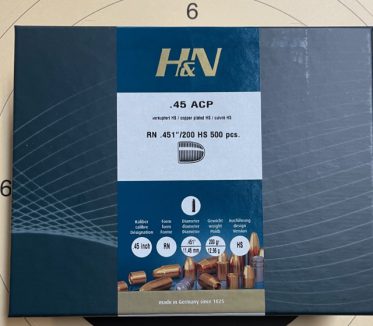 6
H&N
.45 ACP
verkupfert HS / copper plated HS / cuivré HS
RN .451"/200 HS 500 pcs.
6
Kaliber Form Diameter Gewicht Ausführung
calibre form diameter weight design
Désignation Forme Diamètre Poids Version
45 inch RN .451" 11,46 mm 200 gr 12,96 g HS
made in Germany since 1825